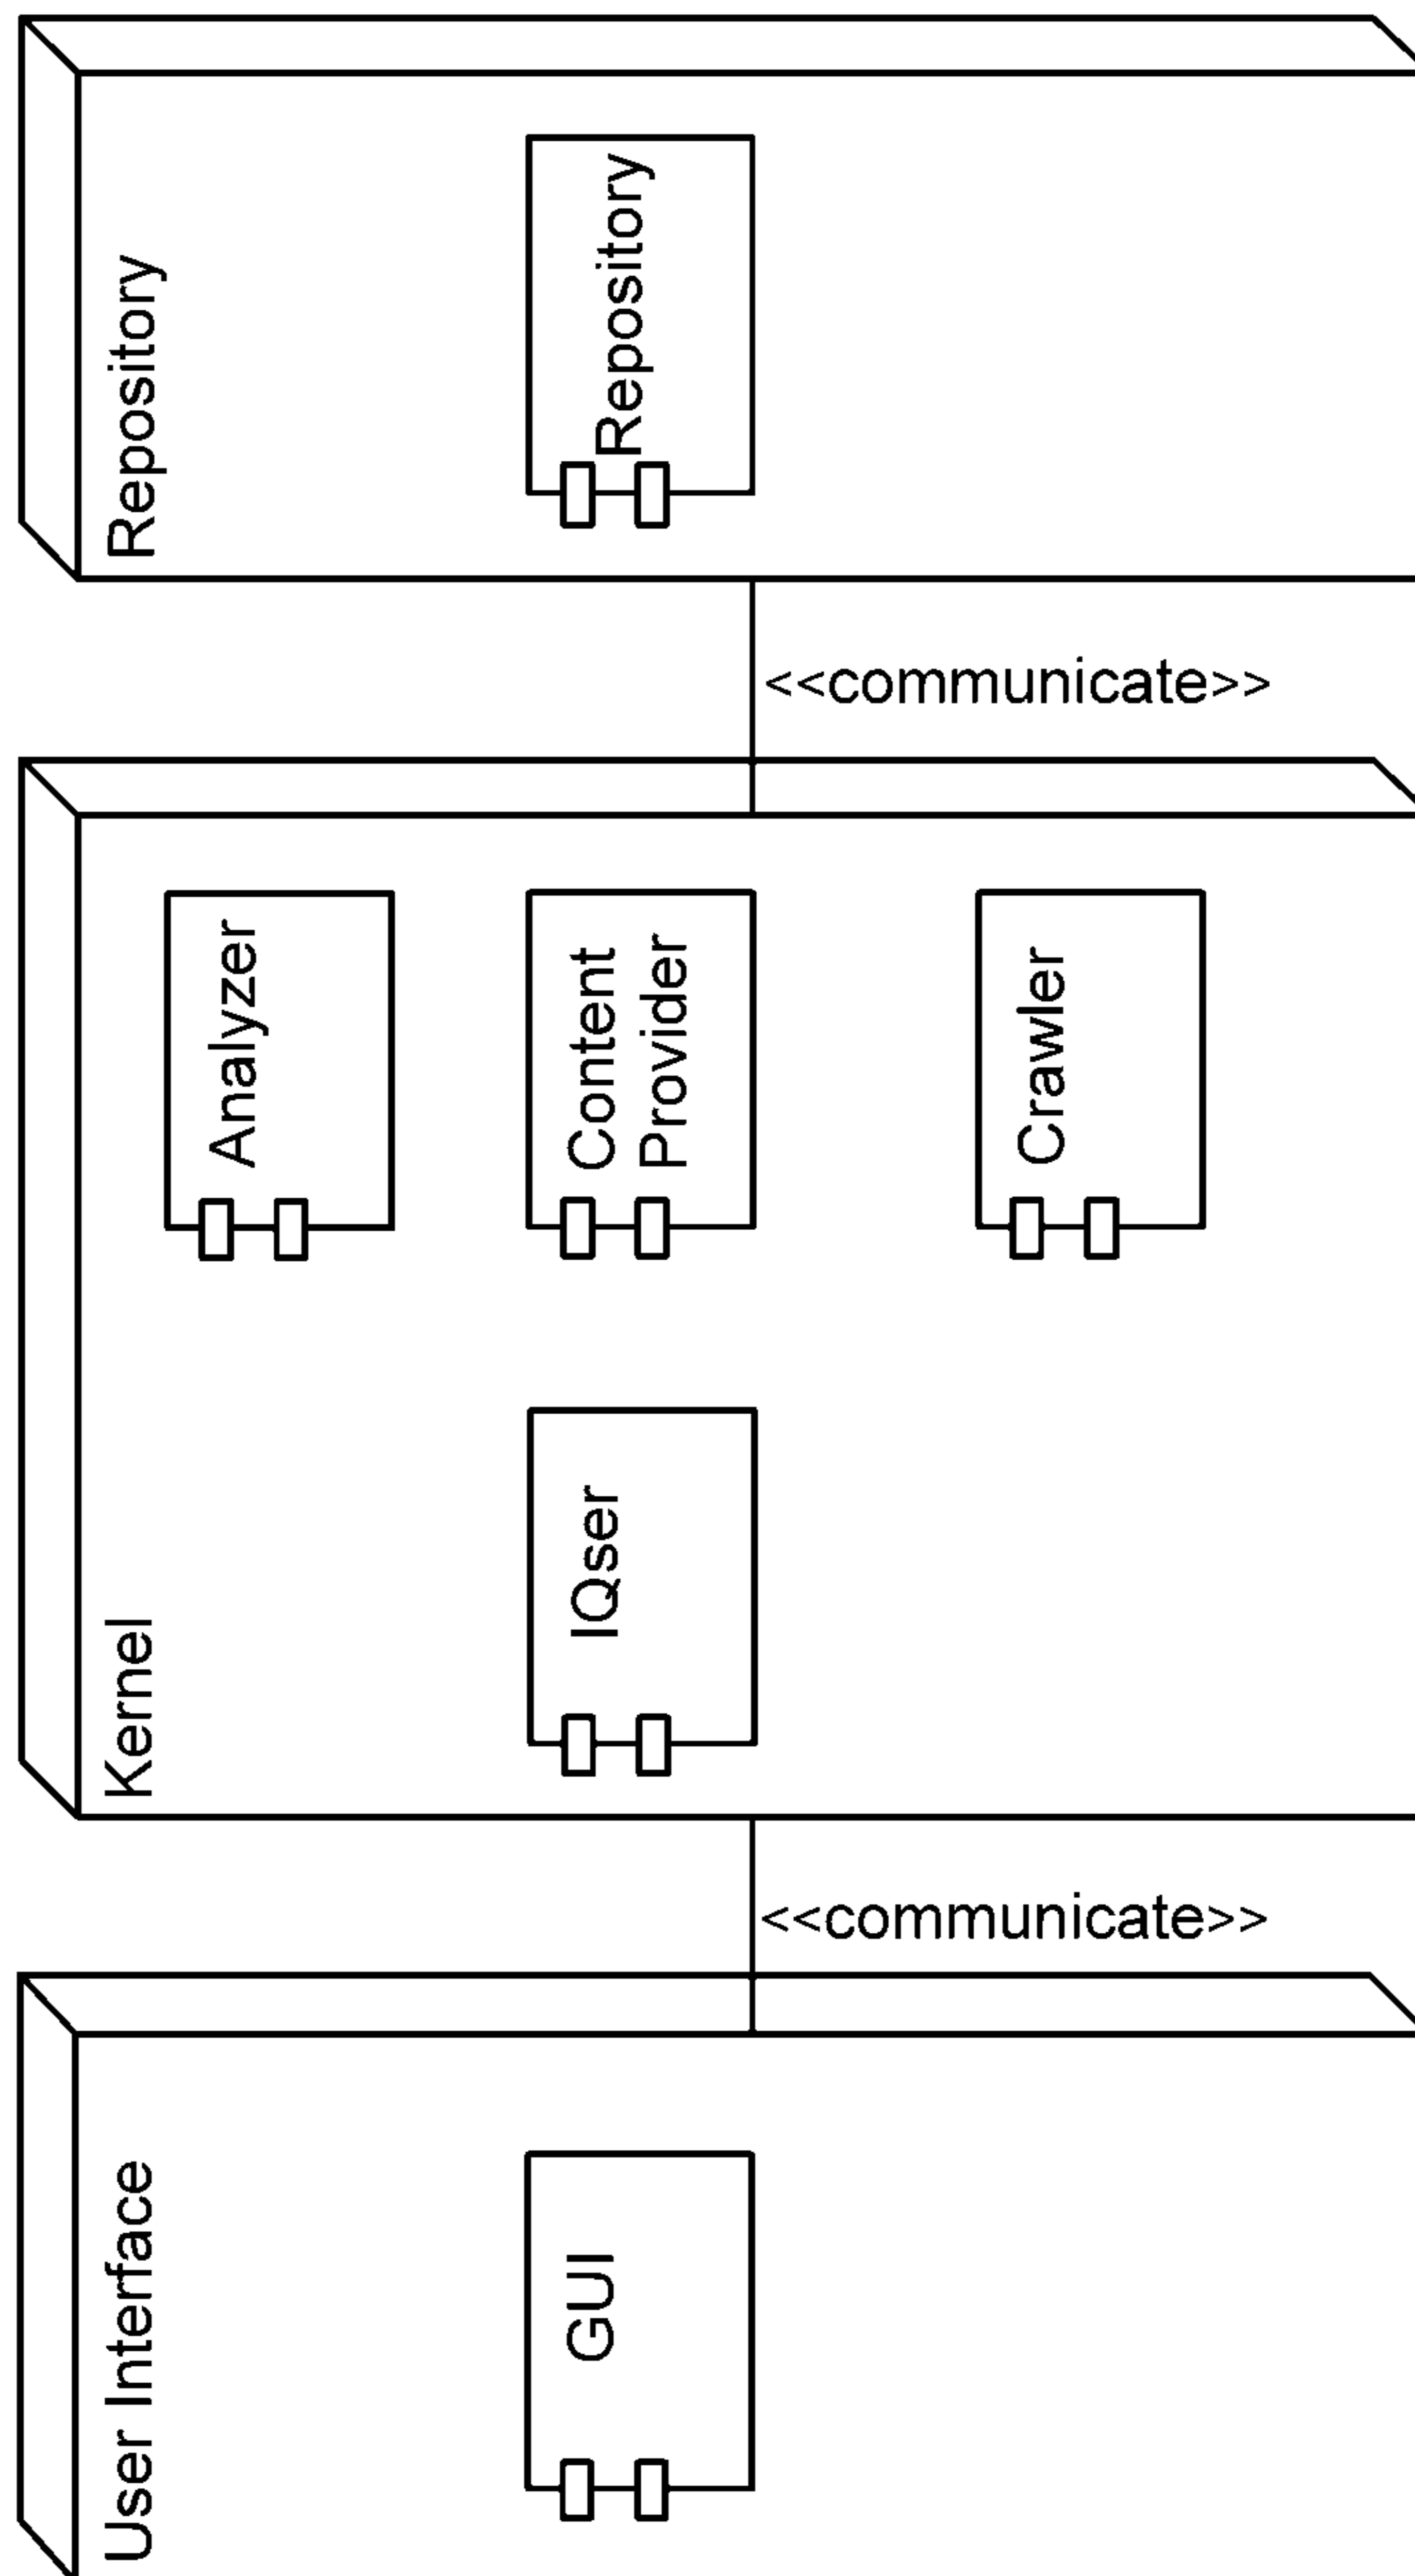 Repository
Repository
<<communicate>>
Kernel
Analyzer
Content
Provider
Crawler
IQser
<<communicate>>
User Interface
GUI